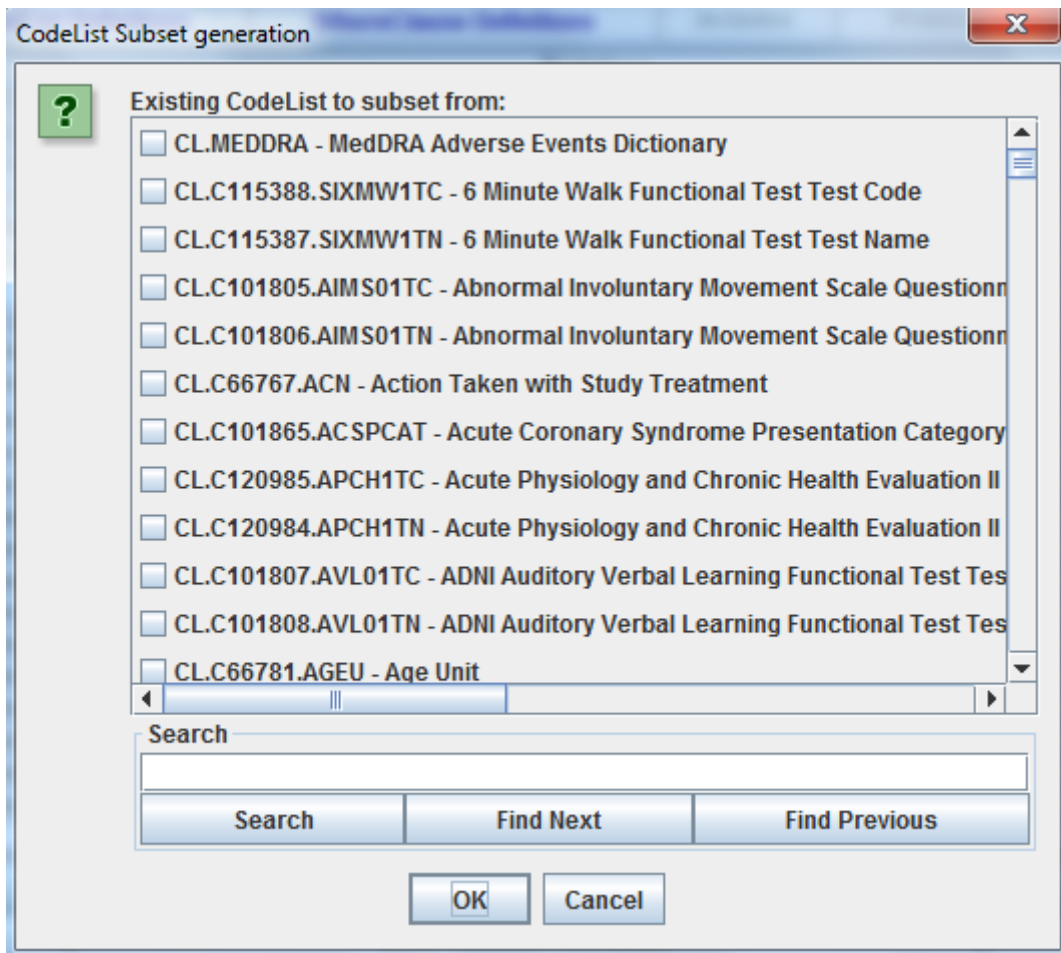 CodeList Subset generation
Existing CodeList to subset from:
CL.MEDDRA - MedDRA Adverse Events Dictionary
CL.C115388.SIXMW1TC - 6 Minute Walk Functional Test Test Code
CL.C115387.SIXMW1TN - 6 Minute Walk Functional Test Test Name
CL.C101805.AIMS01TC - Abnormal Involuntary Movement Scale Questionn
CL.C101806.AIMS01TN - Abnormal Involuntary Movement Scale Questionn
CL.C66767.ACN - Action Taken with Study Treatment
CL.C101865.ACSPCAT - Acute Coronary Syndrome Presentation Category
CL.C120985.APCH1TC - Acute Physiology and Chronic Health Evaluation II
CL.C120984.APCH1TN - Acute Physiology and Chronic Health Evaluation II
CL.C101807.AVL01TC - ADNI Auditory Verbal Learning Functional Test Tes
CL.C101808.AVL01TN - ADNI Auditory Verbal Learning Functional Test Tes
CL.C66781.AGEU - Age Unit
Search
Search Find Next Find Previous
OK Cancel